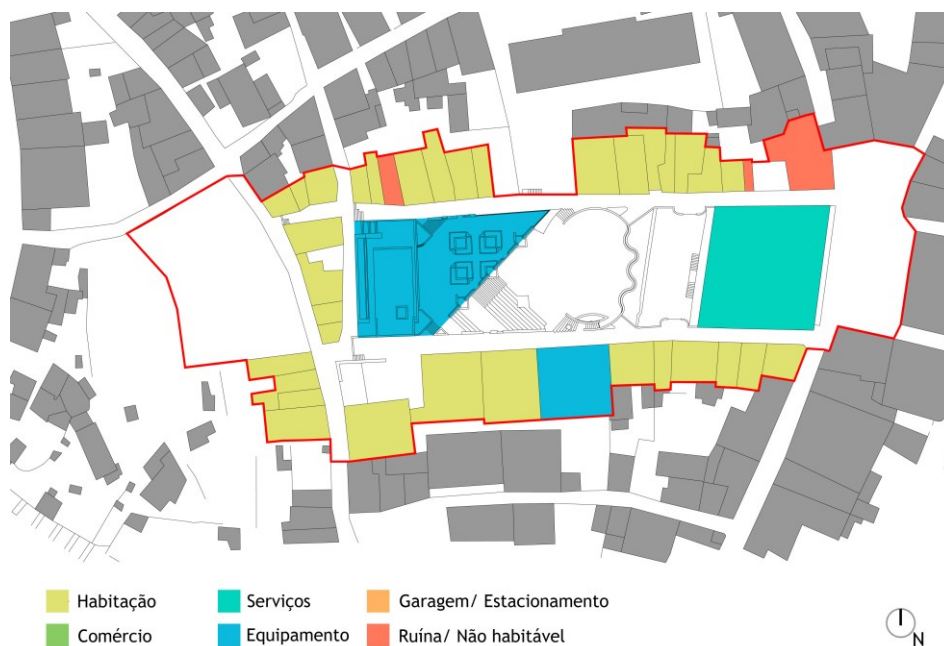 Habitação
Serviços
Garagem/ Estacionamento
Comércio
Equipamento
Ruína/ Não habitável
N